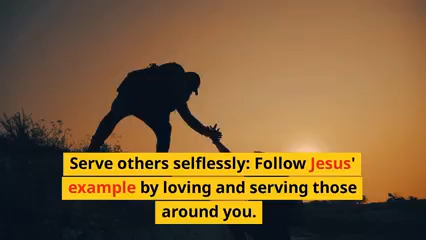 Serve others selflessly: Follow Jesus'
example by loving and serving those
around you.